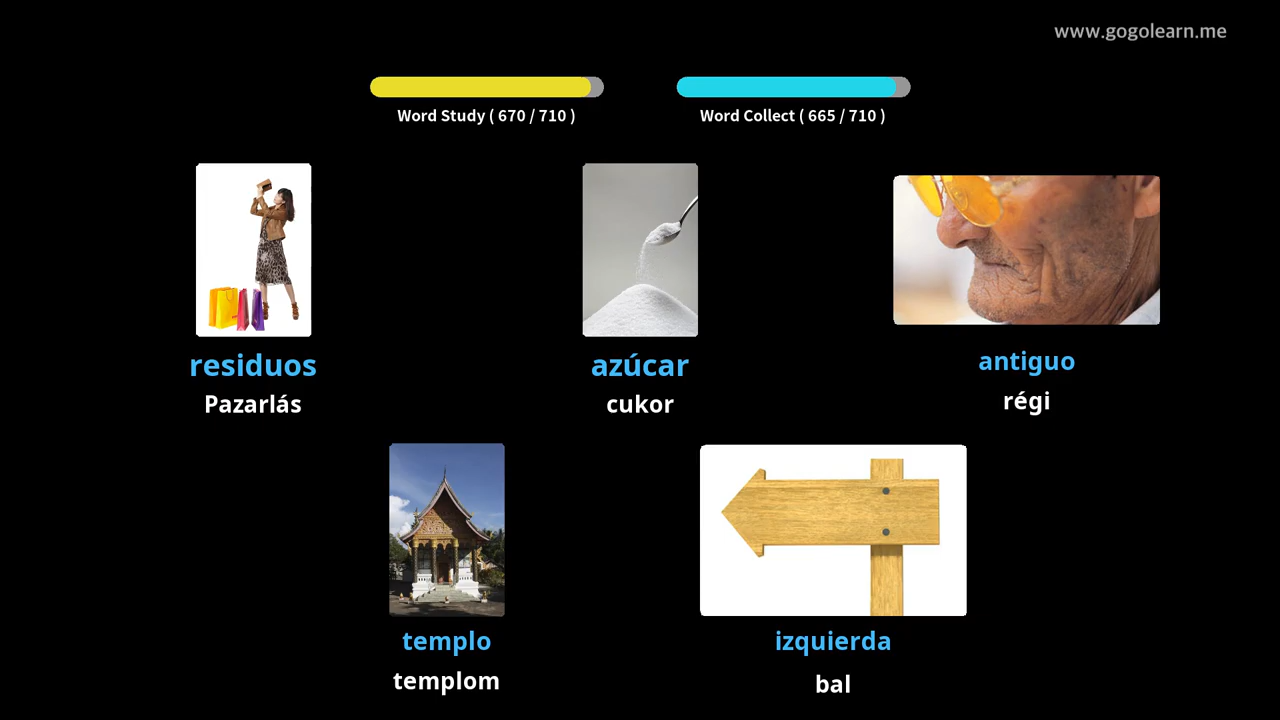 www.gogolearn.me
Word Study ( 670 / 710 )
Word Collect ( 665 / 710 )
residuos
Pazarlás
azúcar
cukor
antiguo
régi
templo
templom
izquierda
bal